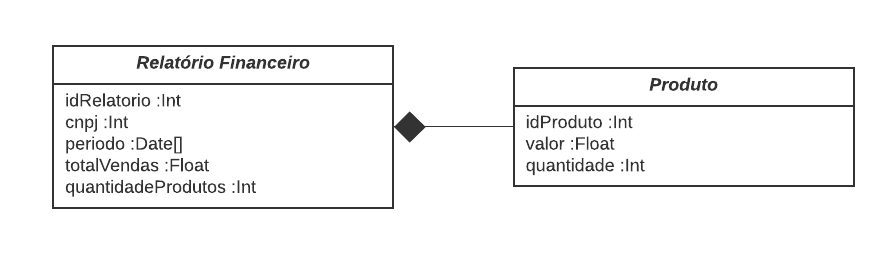 Relatório Financeiro
idRelatorio :Int
cnpj :Int
periodo :Date[]
totalVendas :Float
quantidadeProdutos :Int
Produto
idProduto :Int
valor :Float
quantidade :Int